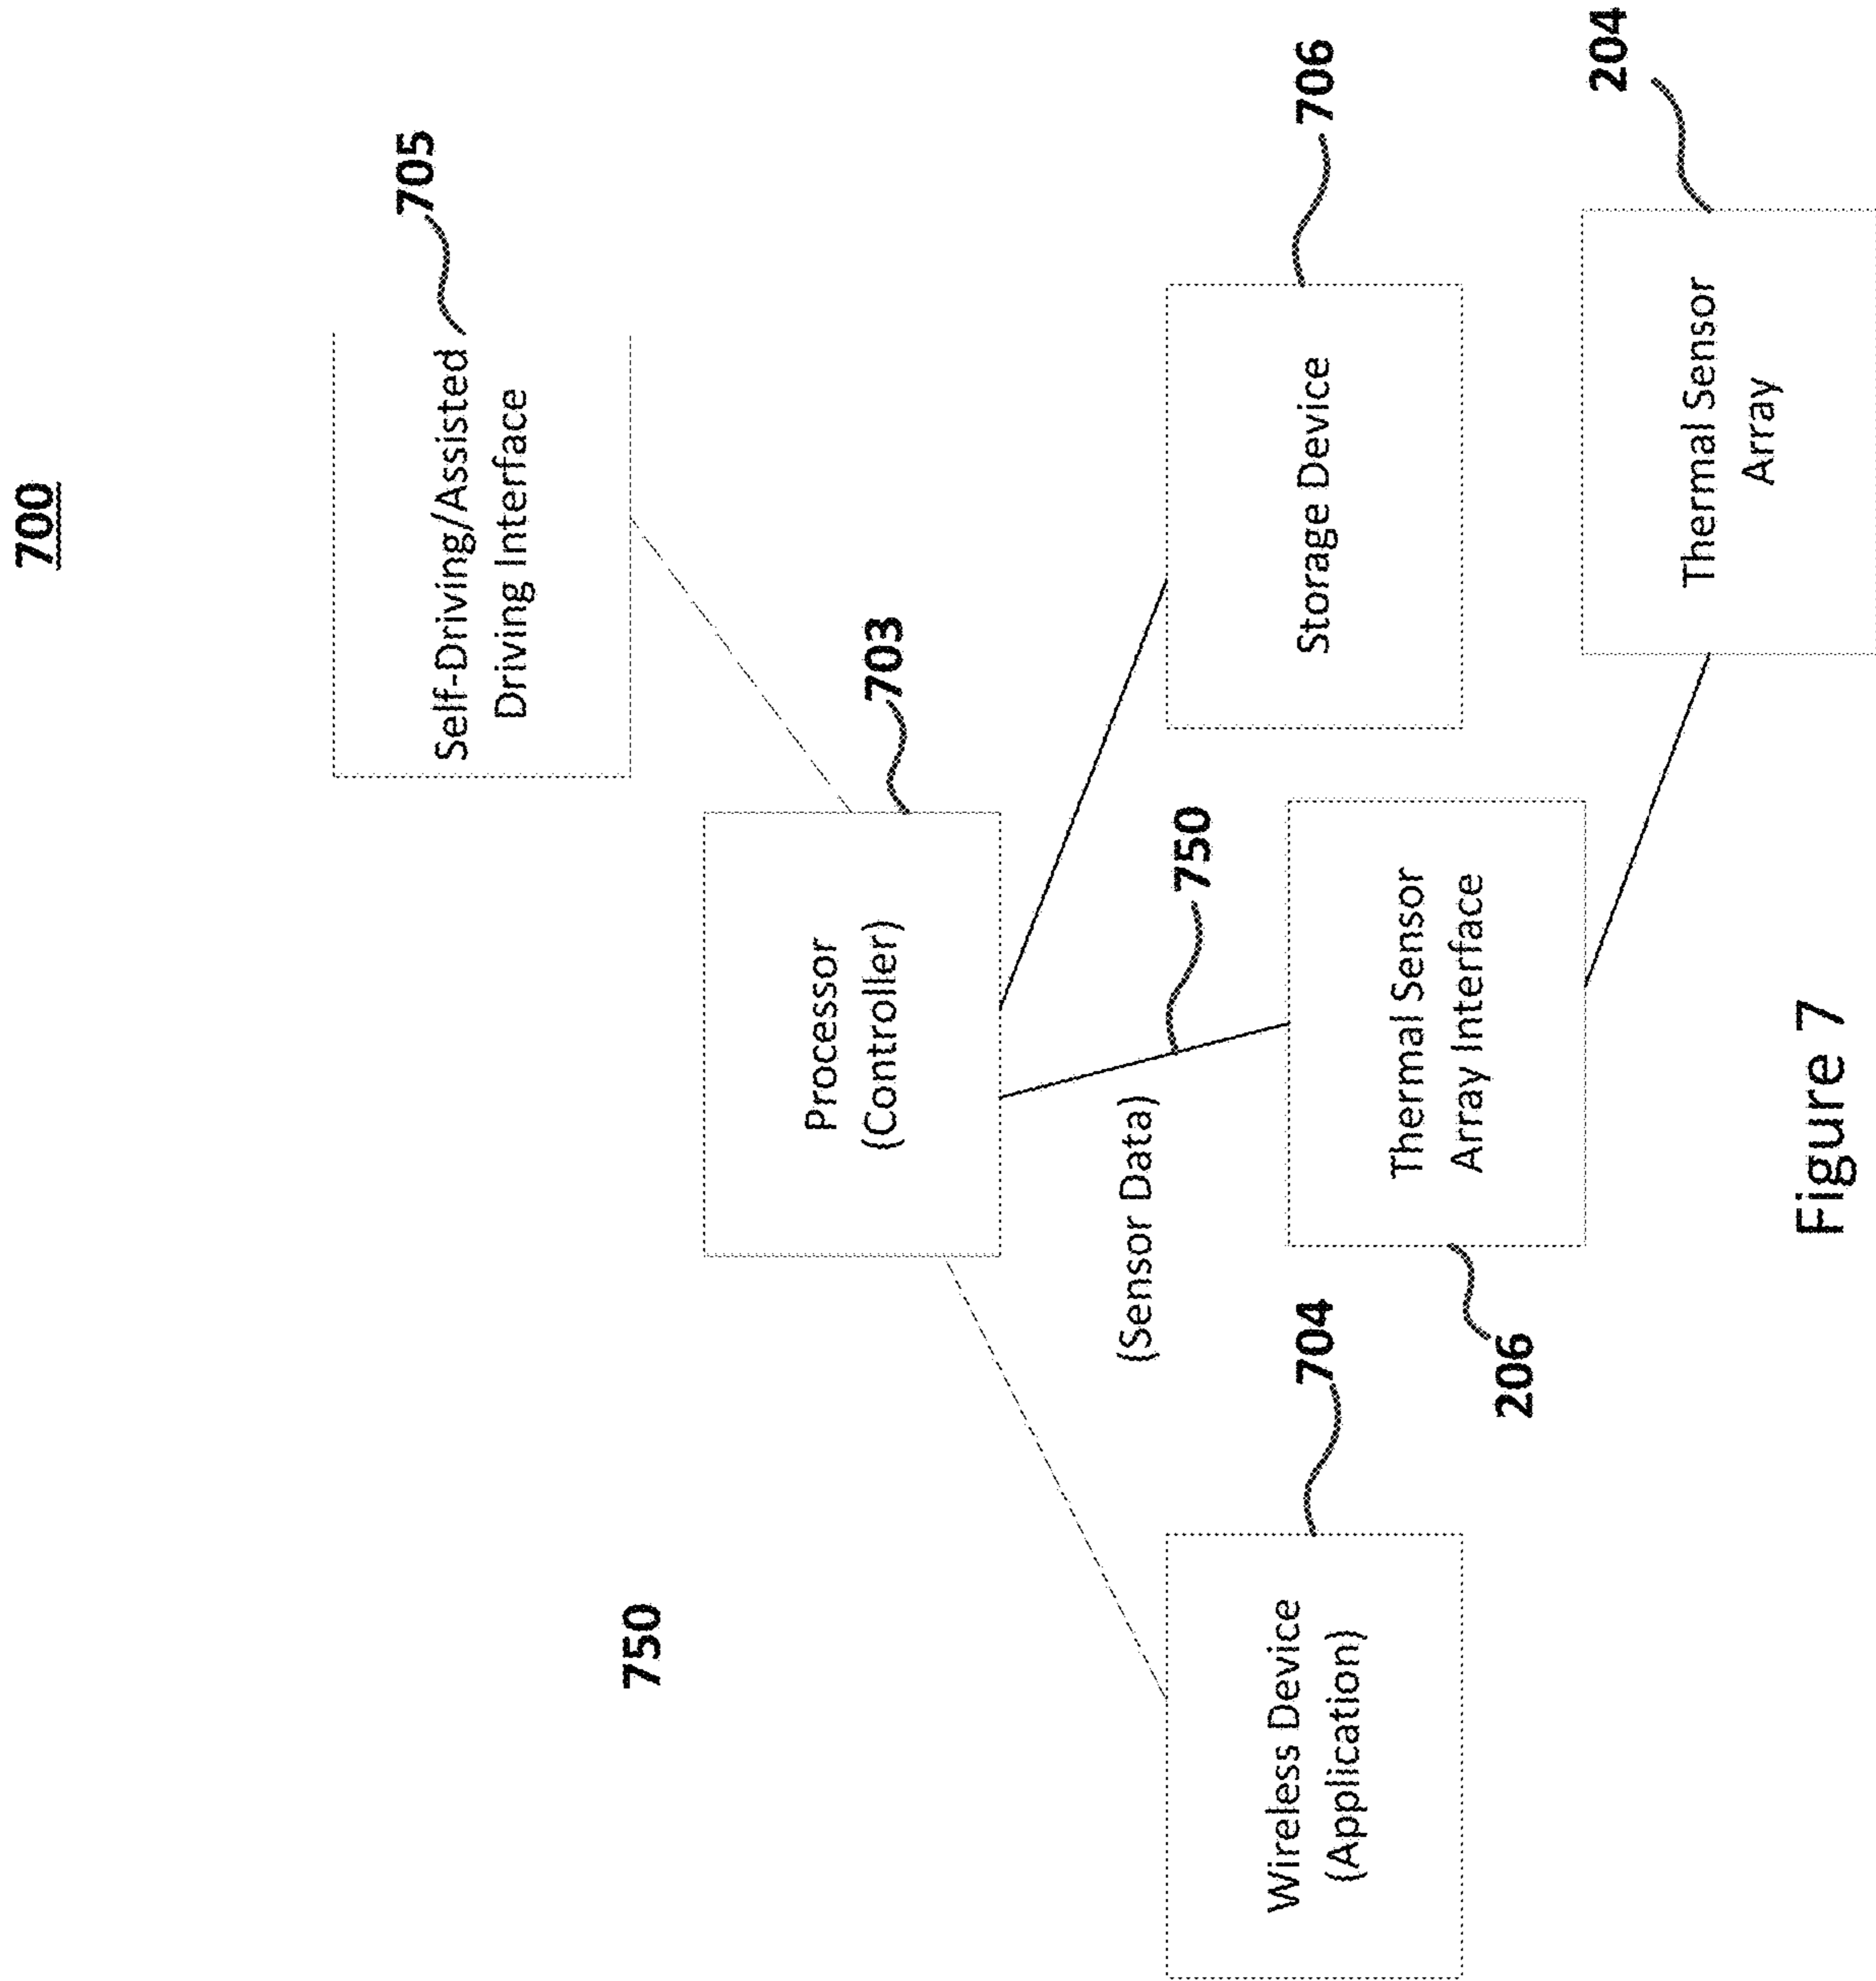 700
Self-Driving/Assisted
Driving Interface
705
750
Processor
(Controller)
703
(Sensor Data)
750
Wireless Device
(Application)
704
Storage Device
706
Thermal Sensor
Array Interface
206
Thermal Sensor
Array
204
Figure 7